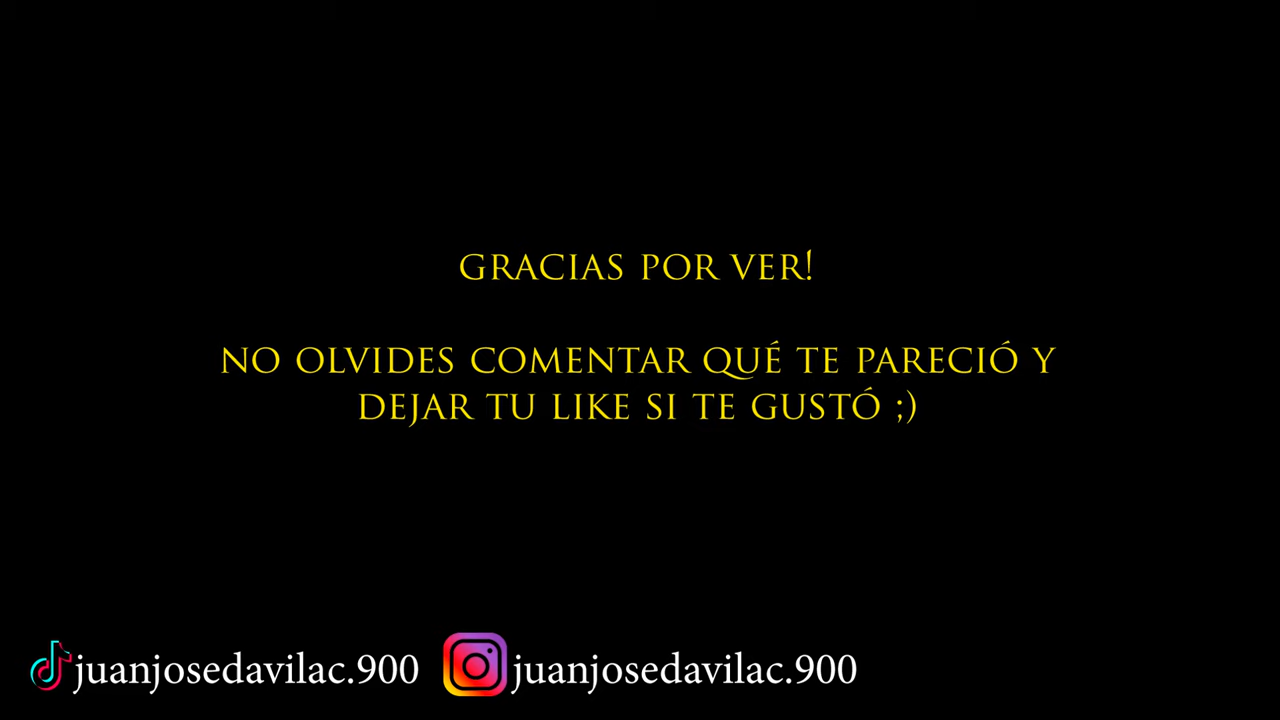 GRACIAS POR VER!
NO OLVIDES COMENTAR QUÉ TE PARECIÓ Y
DEJAR TU LIKE SI TE GUSTÓ ;)
juanjosedavilac.900 juanjosedavilac.900